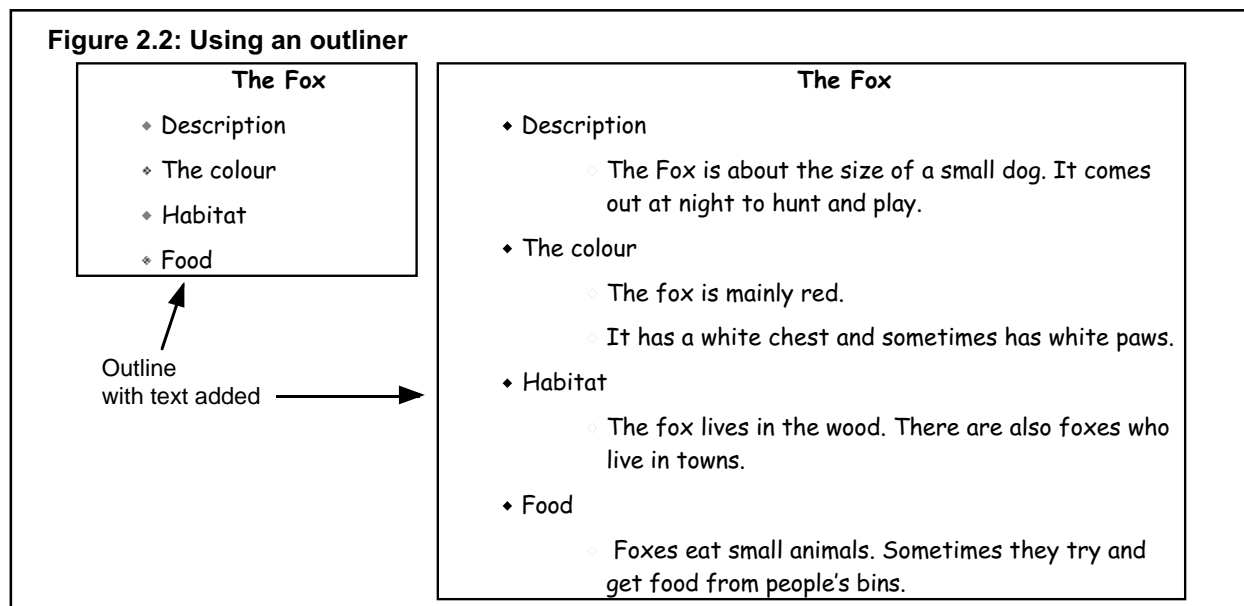 Figure 2.2: Using an outliner
The Fox
Description
The colour
Habitat
Food
Outline
with text added
The Fox
Description
The Fox is about the size of a small dog. It comes
out at night to hunt and play.
The colour
The fox is mainly red.
It has a white chest and sometimes has white paws.
Habitat
The fox lives in the wood. There are also foxes who
live in towns.
Food
Foxes eat small animals. Sometimes they try and
get food from people's bins.